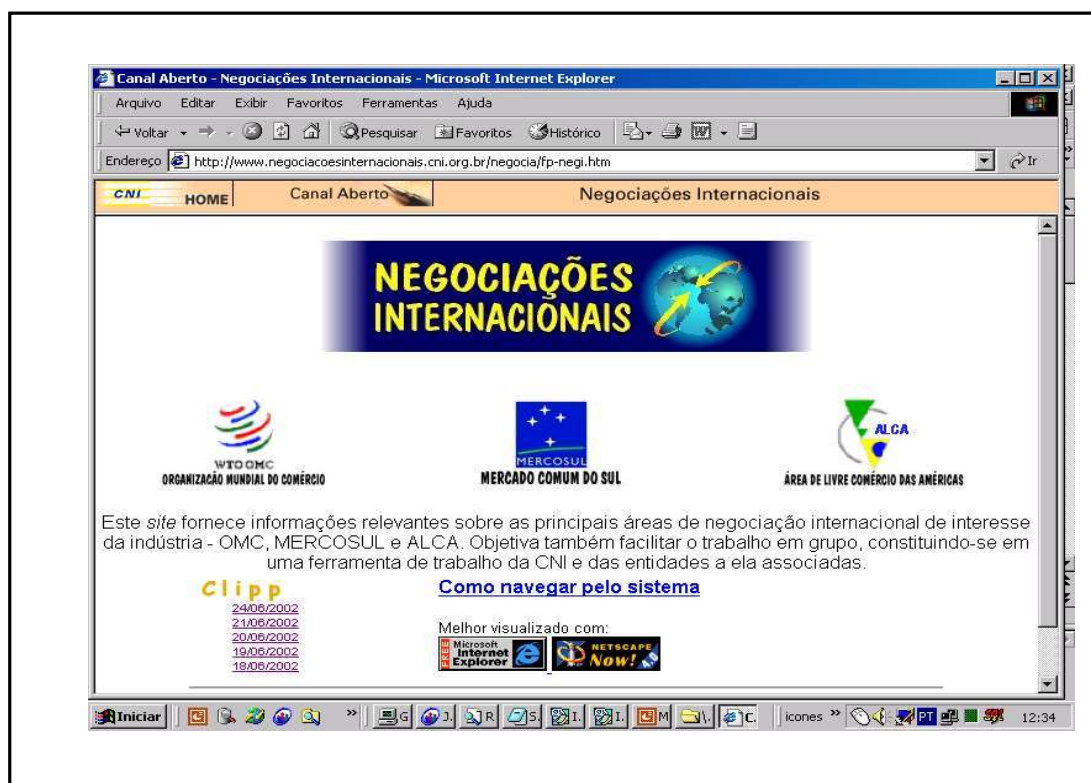 Canal Aberto - Negociações Internacionais - Microsoft Internet Explorer
Arquivo Editar Exibir Favoritos Ferramentas Ajuda
Voltar Pesquisar Favoritos Histórico
Endereço http://www.negociacoesinternacionais.cni.org.br/negocia/fp-negi.htm Ir
CNI HOME Canal Aberto Negociações Internacionais
NEGOCIAÇÕES
INTERNACIONAIS
WTO OMC
ORGANIZAÇÃO MUNDIAL DO COMÉRCIO
MERCOSUL
MERCADO COMUM DO SUL
ALCA
ÁREA DE LIVRE COMÉRCIO DAS AMÉRICAS
Este site fornece informações relevantes sobre as principais áreas de negociação internacional de interesse
da indústria - OMC, MERCOSUL e ALCA. Objetiva também facilitar o trabalho em grupo, constituindo-se em
uma ferramenta de trabalho da CNI e das entidades a ela associadas.
Clipp
24/06/2002
21/06/2002
20/06/2002
19/06/2002
18/06/2002
Como navegar pelo sistema
Melhor visualizado com:
FREE Microsoft Internet Explorer
NETSCAPE Now! 4.0
Iniciar » G J. R S. I. I. M \. C. icones » PT 12:34